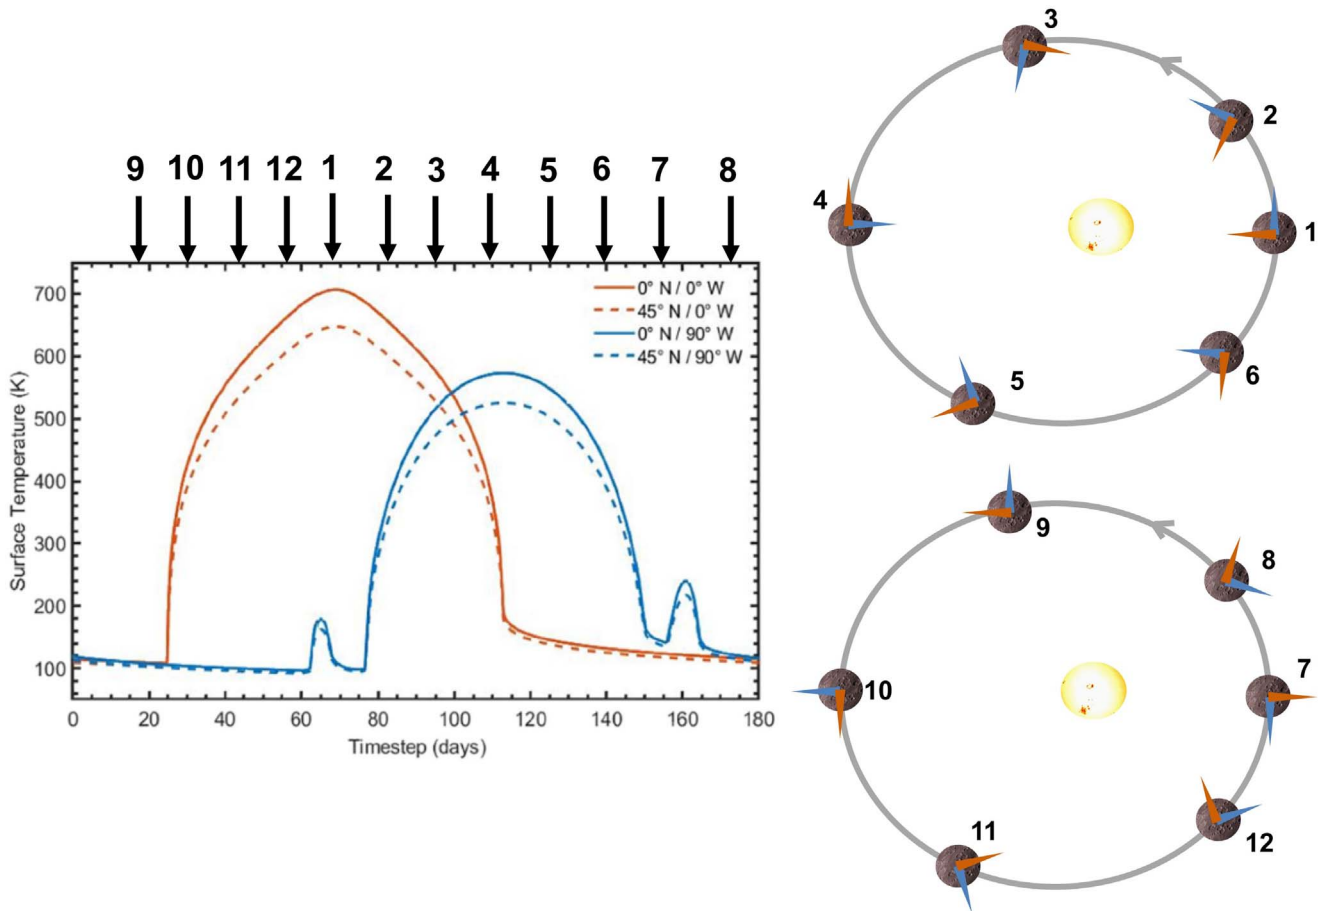 9 10 11 12 1 2 3 4 5 6 7 8
0° N / 0° W
45° N / 0° W
0° N / 90° W
45° N / 90° W
700
600
500
400
300
200
100
Surface Temperature (K)
0 20 40 60 80 100 120 140 160 180
Timestep (days)
3
2
4
1
5
6
9
8
10
7
11
12